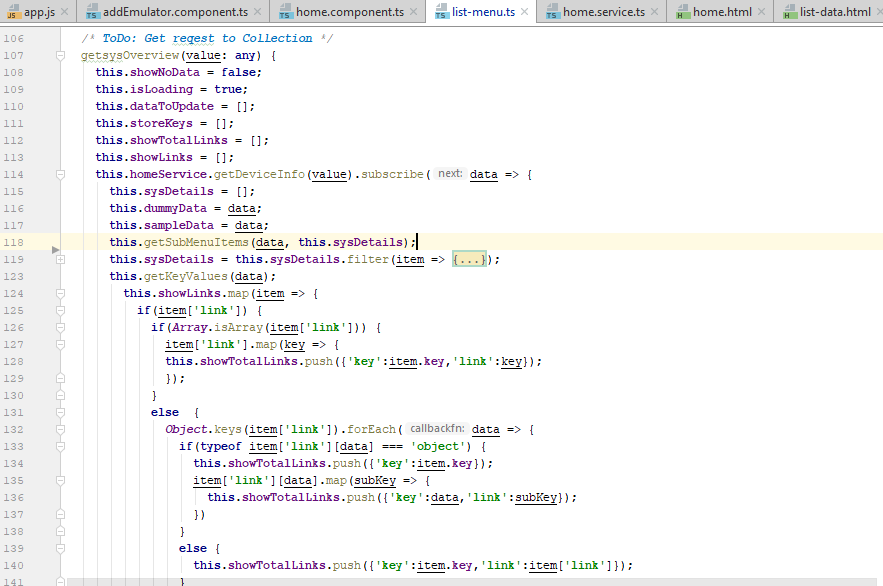 app.js addEmulator.component.ts home.component.ts list-menu.ts home.service.ts home.html list-data.html
106 /* ToDo: Get reqest to Collection */
107 getsysOverview(value: any) {
108 this.showNoData = false;
109 this.isLoading = true;
110 this.dataToUpdate = [];
111 this.storeKeys = [];
112 this.showTotalLinks = [];
113 this.showLinks = [];
114 this.homeService.getDeviceInfo(value).subscribe( next: data => {
115 this.sysDetails = [];
116 this.dummyData = data;
117 this.sampleData = data;
118 this.getSubMenuItems(data, this.sysDetails);
119 this.sysDetails = this.sysDetails.filter(item => {...});
123 this.getKeyValues(data);
124 this.showLinks.map(item => {
125 if(item['link']) {
126 if(Array.isArray(item['link'])) {
127 item['link'].map(key => {
128 this.showTotalLinks.push({'key':item.key,'link':key});
129 });
130 }
131 else {
132 Object.keys(item['link']).forEach( callbackfn: data => {
133 if(typeof item['link'][data] === 'object') {
134 this.showTotalLinks.push({'key':item.key});
135 item['link'][data].map(subKey => {
136 this.showTotalLinks.push({'key':data,'link':subKey});
137 })
138 }
139 else {
140 this.showTotalLinks.push({'key':item.key,'link':item['link']});
141 }